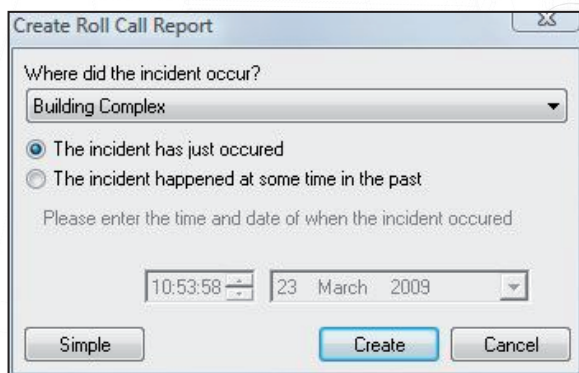 Create Roll Call Report
Where did the incident occur?
Building Complex
The incident has just occured
The incident happened at some time in the past
Please enter the time and date of when the incident occured
10:53:58 23 March 2009
Simple Create Cancel